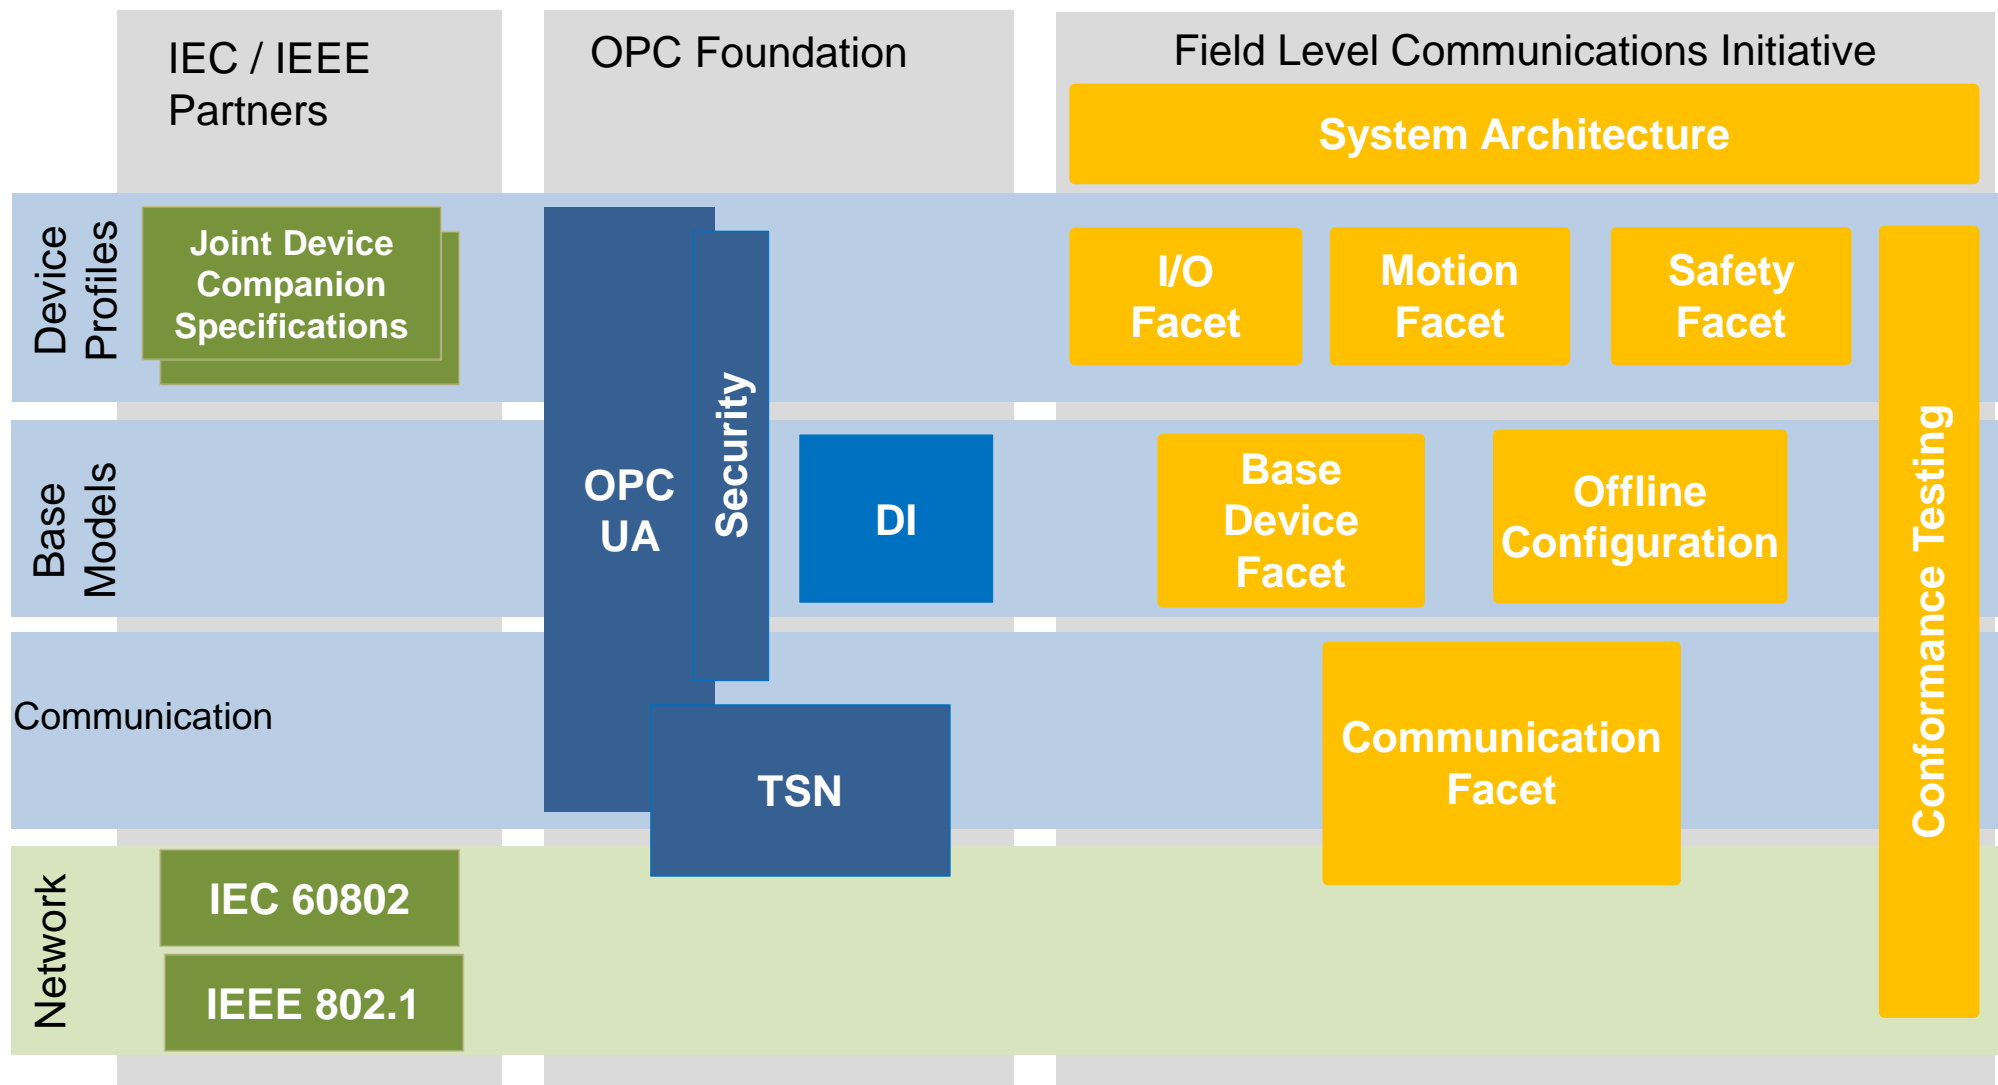 IEC / IEEE
Partners
OPC Foundation
Field Level Communications Initiative
System Architecture
Device
Profiles
Joint Device
Companion
Specifications
I/O
Facet
Motion
Facet
Safety
Facet
Base
Models
OPC
UA
Security
DI
Base
Device
Facet
Offline
Configuration
Conformance Testing
Communication
TSN
Communication
Facet
Network
IEC 60802
IEEE 802.1